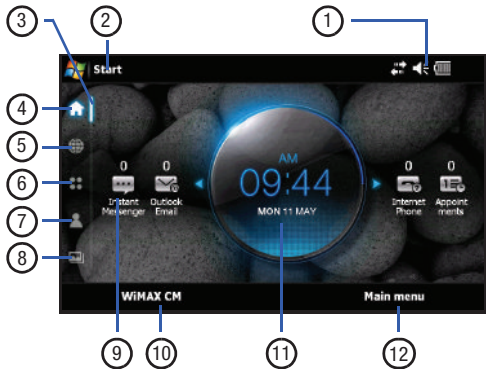 3 2 1
Start
4
5
6
7
8
0 0 0 0
Instant Messenger
Outlook Email
AM
09:44
MON 11 MAY
Internet Phone
Appoint ments
WiMAX CM Main menu
9 10 11 12